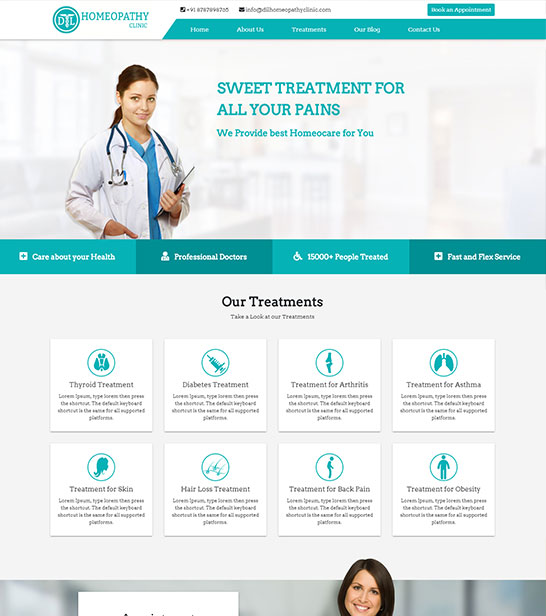 DTL HOMEOPATHY
CLINIC
+91 8787898765 info@dilhomeopathyclinic.com
Book an Appointment
Home About Us Treatments Our Blog Contact Us
SWEET TREATMENT FOR
ALL YOUR PAINS
We Provide best Homeocare for You
Care about your Health Professional Doctors 15000+ People Treated Fast and Flex Service
Our Treatments
Take a Look at our Treatments
Thyroid Treatment
Lorem Ipsum, type lorem then press
the shortcut. The default keyboard
shortcut is the same for all supported
platforms.
Diabetes Treatment
Lorem Ipsum, type lorem then press
the shortcut. The default keyboard
shortcut is the same for all supported
platforms.
Treatment for Arthritis
Lorem Ipsum, type lorem then press
the shortcut. The default keyboard
shortcut is the same for all supported
platforms.
Treatment for Asthma
Lorem Ipsum, type lorem then press
the shortcut. The default keyboard
shortcut is the same for all supported
platforms.
Treatment for Skin
Lorem Ipsum, type lorem then press
the shortcut. The default keyboard
shortcut is the same for all supported
platforms.
Hair Loss Treatment
Lorem Ipsum, type lorem then press
the shortcut. The default keyboard
shortcut is the same for all supported
platforms.
Treatment for Back Pain
Lorem Ipsum, type lorem then press
the shortcut. The default keyboard
shortcut is the same for all supported
platforms.
Treatment for Obesity
Lorem Ipsum, type lorem then press
the shortcut. The default keyboard
shortcut is the same for all supported
platforms.